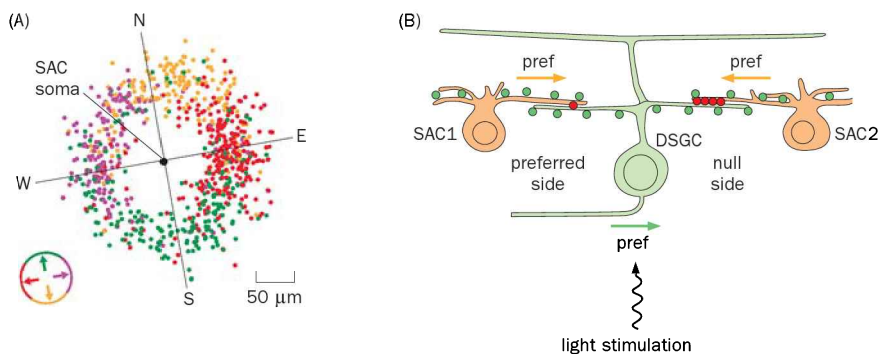 (A)
N
SAC
soma
E
W
S
50 μm
(B)
pref
pref
SAC1
DSGC
SAC2
preferred
side
null
side
pref
light stimulation